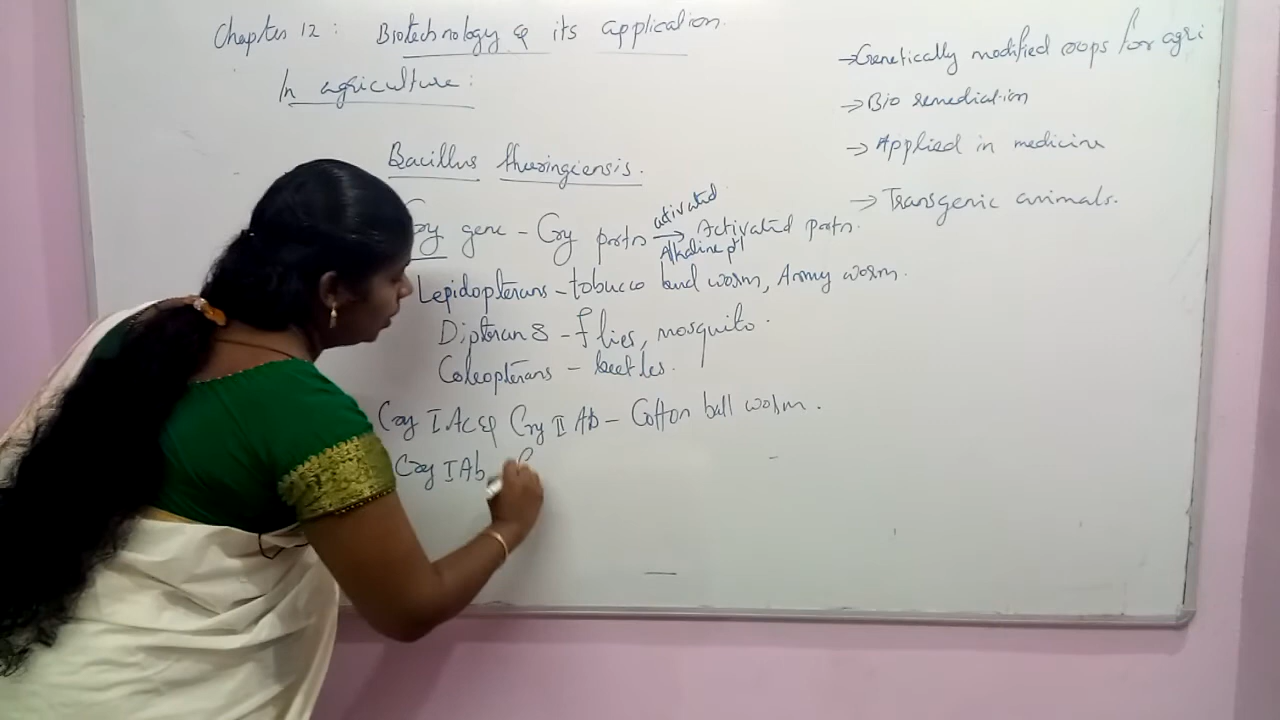 Chapter 12: Biotechnology & its application.
In agriculture:
→ Genetically modified crops for agri
→ Bio remediation
→ Applied in medicine
→ Transgenic animals.
Bacillus thuringiensis.
Cry gene - Cry protn activated → Alkaline pH Activated protn.
Lepidopterans - tobacco bud worm, Army worm.
Dipterans - flies, mosquito.
Coleopterans - beetles.
Cry I Ac & Cry II Ab - Cotton ball worm.
Cry I Ab